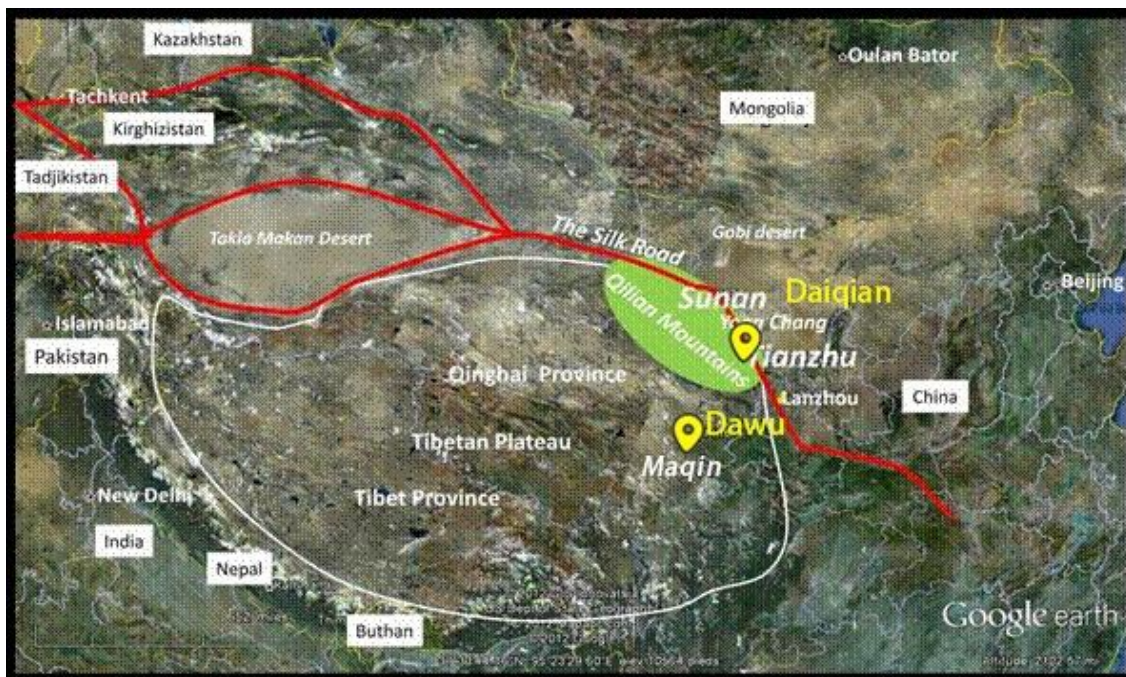 Kazakhstan
Oulan Bator
Tachkent
Mongolia
Kirghizistan
Tadjikistan
Takla Makan Desert
The Silk Road
Gobi desert
Sunan
Daiqian
Beijing
Qilian Mountains
Chang
Islamabad
Pakistan
Tianzhu
Qinghai Province
Lanzhou
China
Dawu
Tibetan Plateau
Maqin
Tibet Province
New Delhi
India
Nepal
Google earth
Buthan